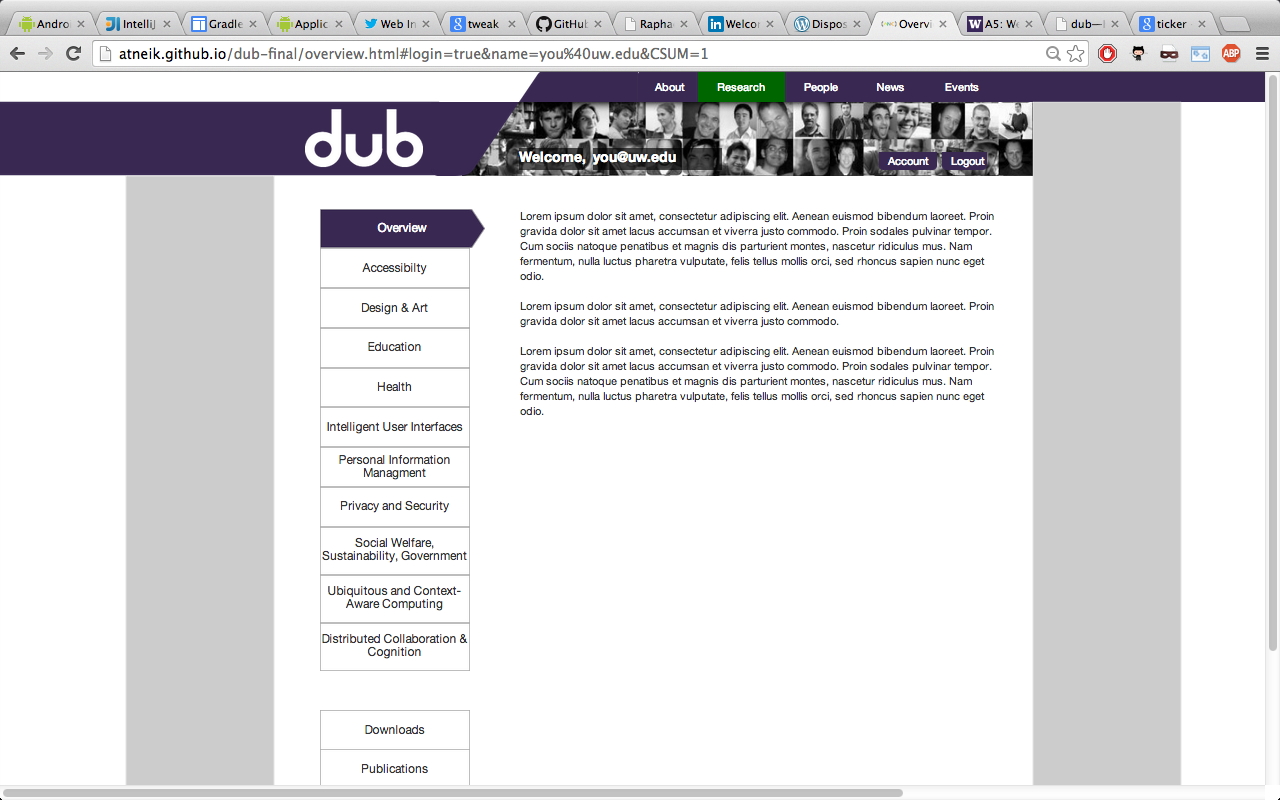 Andro
IntelliJ
Gradle
Applic
Web In
tweak
GitHub
Rapha
Welcor
Dispos
Overvi
A5: We
dub—I
ticker
atneik.github.io/dub-final/overview.html#login=true&name=you%40uw.edu&CSUM=1
ABP
About Research People News Events
dub
Welcome, you@uw.edu
Account Logout
Overview
Accessibilty
Design & Art
Education
Health
Intelligent User Interfaces
Personal Information
Managment
Privacy and Security
Social Welfare,
Sustainability, Government
Ubiquitous and Context-
Aware Computing
Distributed Collaboration &
Cognition
Downloads
Publications
Lorem ipsum dolor sit amet, consectetur adipiscing elit. Aenean euismod bibendum laoreet. Proin
gravida dolor sit amet lacus accumsan et viverra justo commodo. Proin sodales pulvinar tempor.
Cum sociis natoque penatibus et magnis dis parturient montes, nascetur ridiculus mus. Nam
fermentum, nulla luctus pharetra vulputate, felis tellus mollis orci, sed rhoncus sapien nunc eget
odio.
Lorem ipsum dolor sit amet, consectetur adipiscing elit. Aenean euismod bibendum laoreet. Proin
gravida dolor sit amet lacus accumsan et viverra justo commodo.
Lorem ipsum dolor sit amet, consectetur adipiscing elit. Aenean euismod bibendum laoreet. Proin
gravida dolor sit amet lacus accumsan et viverra justo commodo. Proin sodales pulvinar tempor.
Cum sociis natoque penatibus et magnis dis parturient montes, nascetur ridiculus mus. Nam
fermentum, nulla luctus pharetra vulputate, felis tellus mollis orci, sed rhoncus sapien nunc eget
odio.